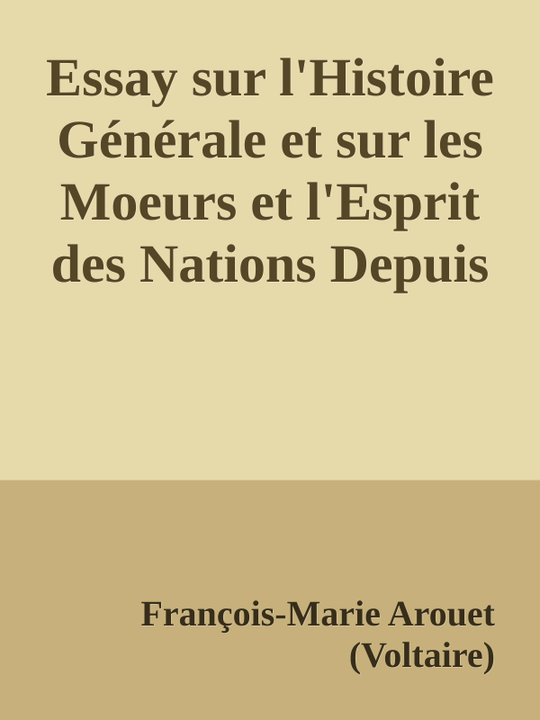 Essay sur l'Histoire
Générale et sur les
Moeurs et l'Esprit
des Nations Depuis
François-Marie Arouet
(Voltaire)